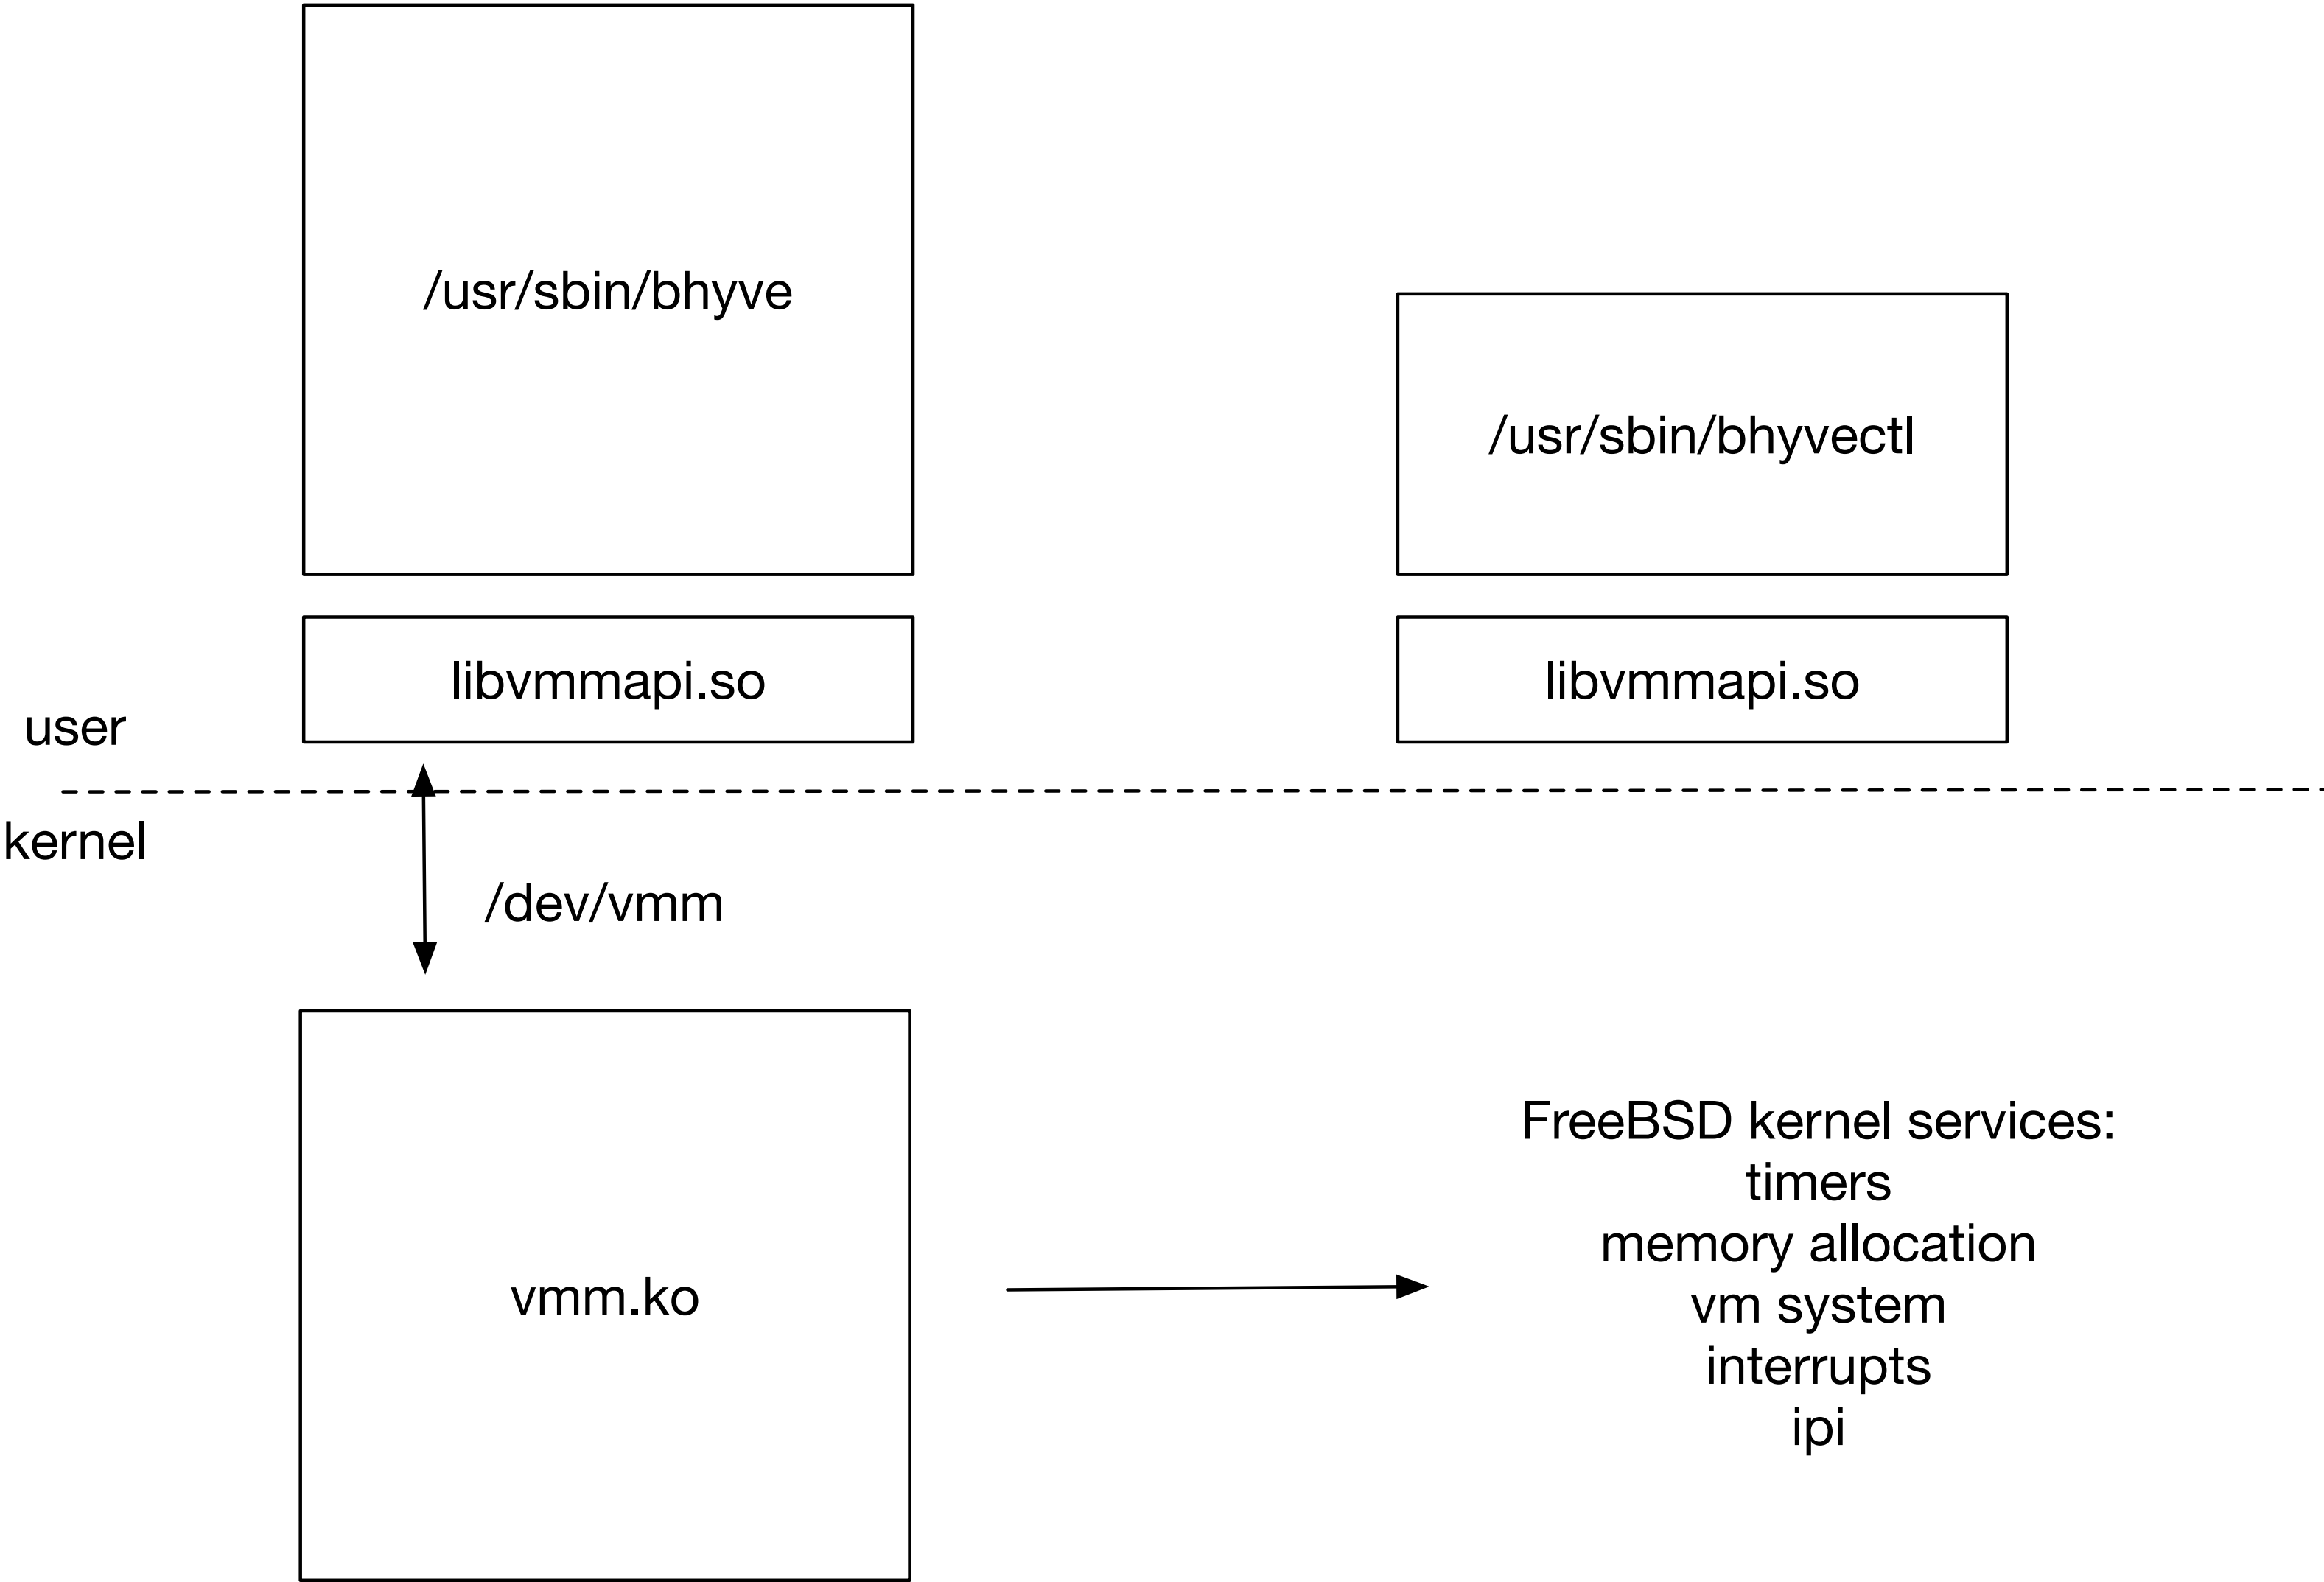 /usr/sbin/bhyve
/usr/sbin/bhyvectl
libvmmapi.so
libvmmapi.so
user
kernel
/dev/vmm
vmm.ko
FreeBSD kernel services:
timers
memory allocation
vm system
interrupts
ipi